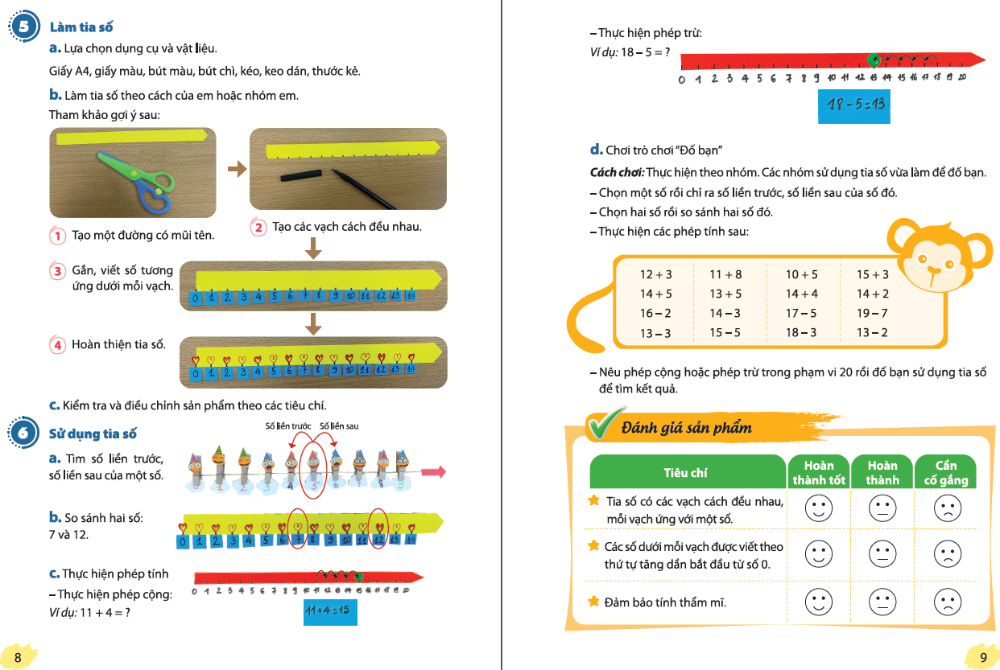 5 Làm tia số
a. Lựa chọn dụng cụ và vật liệu.
Giấy A4, giấy màu, bút màu, bút chì, kéo, keo dán, thước kẻ.
b. Làm tia số theo cách của em hoặc nhóm em.
Tham khảo gợi ý sau:
1 Tạo một đường có mũi tên.
2 Tạo các vạch cách đều nhau.
3 Gắn, viết số tương
ứng dưới mỗi vạch.
0 1 2 3 4 5 6 7 8 9 10 11 12 13 14
4 Hoàn thiện tia số.
0 1 2 3 4 5 6 7 8 9 10 11 12 13 14
c. Kiểm tra và điều chỉnh sản phẩm theo các tiêu chí.
6 Sử dụng tia số
Số liền trước Số liền sau
a. Tìm số liền trước,
số liền sau của một số.
0 1 2 3 4 5 6 7 8 9
b. So sánh hai số:
7 và 12.
0 1 2 3 4 5 6 7 8 9 10 11 12 13 14
c. Thực hiện phép tính
– Thực hiện phép cộng:
Ví dụ: 11 + 4 = ?
0 1 2 3 4 5 6 7 8 9 10 11 12 13 14 15 16 17 18 19 20
11+4=15
8
– Thực hiện phép trừ:
Ví dụ: 18 – 5 = ?
0 1 2 3 4 5 6 7 8 9 10 11 12 13 14 15 16 17 18 19 20
18-5=13
d. Chơi trò chơi “Đố bạn”
Cách chơi: Thực hiện theo nhóm. Các nhóm sử dụng tia số vừa làm để đố bạn.
– Chọn một số rồi chỉ ra số liền trước, số liền sau của số đó.
– Chọn hai số rồi so sánh hai số đó.
– Thực hiện các phép tính sau:
12 + 3 11 + 8 10 + 5 15 + 3
14 + 5 13 + 5 14 + 4 14 + 2
16 – 2 14 – 3 17 – 5 19 – 7
13 – 3 15 – 5 18 – 3 13 – 2
– Nêu phép cộng hoặc phép trừ trong phạm vi 20 rồi đố bạn sử dụng tia số
để tìm kết quả.
Đánh giá sản phẩm
Tiêu chí
Hoàn
thành tốt
Hoàn
thành
Cần
cố gắng
Tia số có các vạch cách đều nhau,
mỗi vạch ứng với một số.
Các số dưới mỗi vạch được viết theo
thứ tự tăng dần bắt đầu từ số 0.
Đảm bảo tính thẩm mĩ.
9